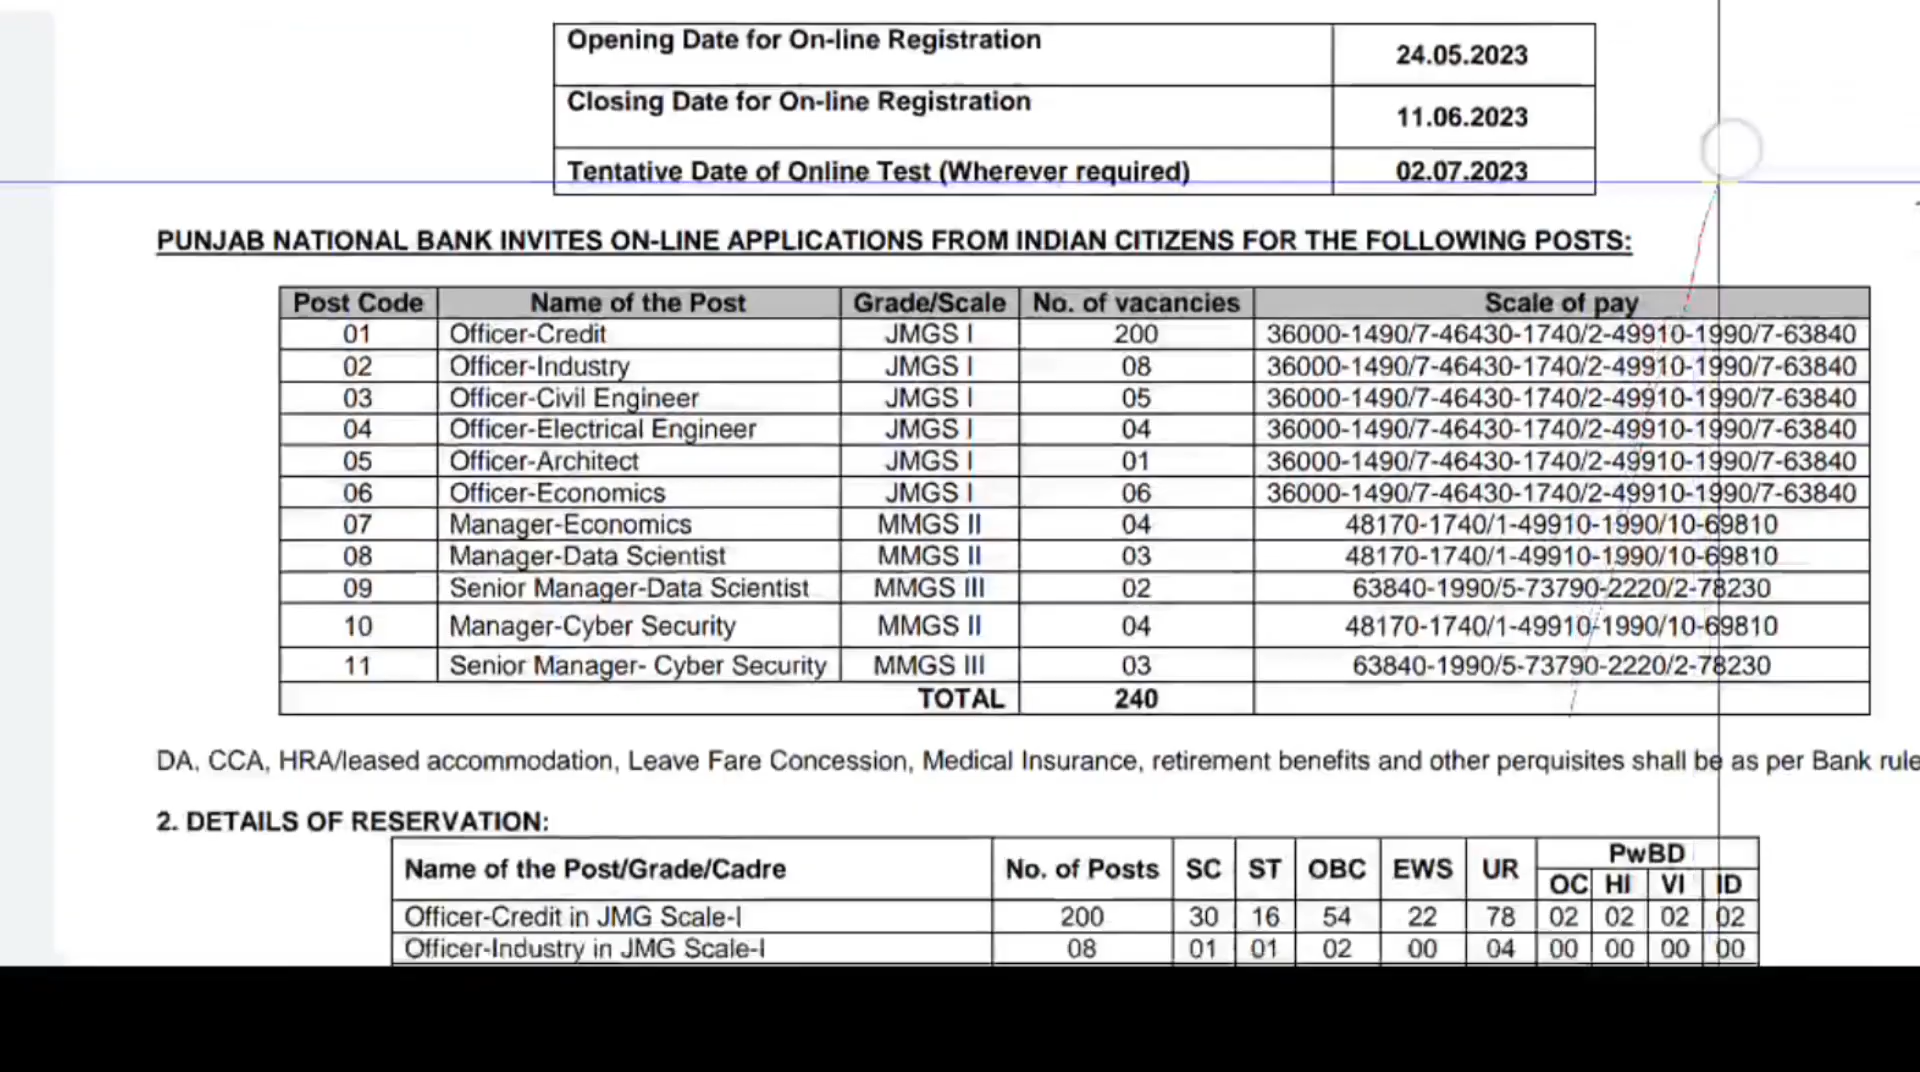 Opening Date for On-line Registration 24.05.2023
Closing Date for On-line Registration 11.06.2023
Tentative Date of Online Test (Wherever required) 02.07.2023
PUNJAB NATIONAL BANK INVITES ON-LINE APPLICATIONS FROM INDIAN CITIZENS FOR THE FOLLOWING POSTS:
Post Code Name of the Post Grade/Scale No. of vacancies Scale of pay
01 Officer-Credit JMGS I 200 36000-1490/7-46430-1740/2-49910-1990/7-63840
02 Officer-Industry JMGS I 08 36000-1490/7-46430-1740/2-49910-1990/7-63840
03 Officer-Civil Engineer JMGS I 05 36000-1490/7-46430-1740/2-49910-1990/7-63840
04 Officer-Electrical Engineer JMGS I 04 36000-1490/7-46430-1740/2-49910-1990/7-63840
05 Officer-Architect JMGS I 01 36000-1490/7-46430-1740/2-49910-1990/7-63840
06 Officer-Economics JMGS I 06 36000-1490/7-46430-1740/2-49910-1990/7-63840
07 Manager-Economics MMGS II 04 48170-1740/1-49910-1990/10-69810
08 Manager-Data Scientist MMGS II 03 48170-1740/1-49910-1990/10-69810
09 Senior Manager-Data Scientist MMGS III 02 63840-1990/5-73790-2220/2-78230
10 Manager-Cyber Security MMGS II 04 48170-1740/1-49910-1990/10-69810
11 Senior Manager- Cyber Security MMGS III 03 63840-1990/5-73790-2220/2-78230
TOTAL 240
DA, CCA, HRA/leased accommodation, Leave Fare Concession, Medical Insurance, retirement benefits and other perquisites shall be as per Bank rule
2. DETAILS OF RESERVATION:
Name of the Post/Grade/Cadre No. of Posts SC ST OBC EWS UR PwBD
OC HI VI ID
Officer-Credit in JMG Scale-I 200 30 16 54 22 78 02 02 02 02
Officer-Industry in JMG Scale-I 08 01 01 02 00 04 00 00 00 00